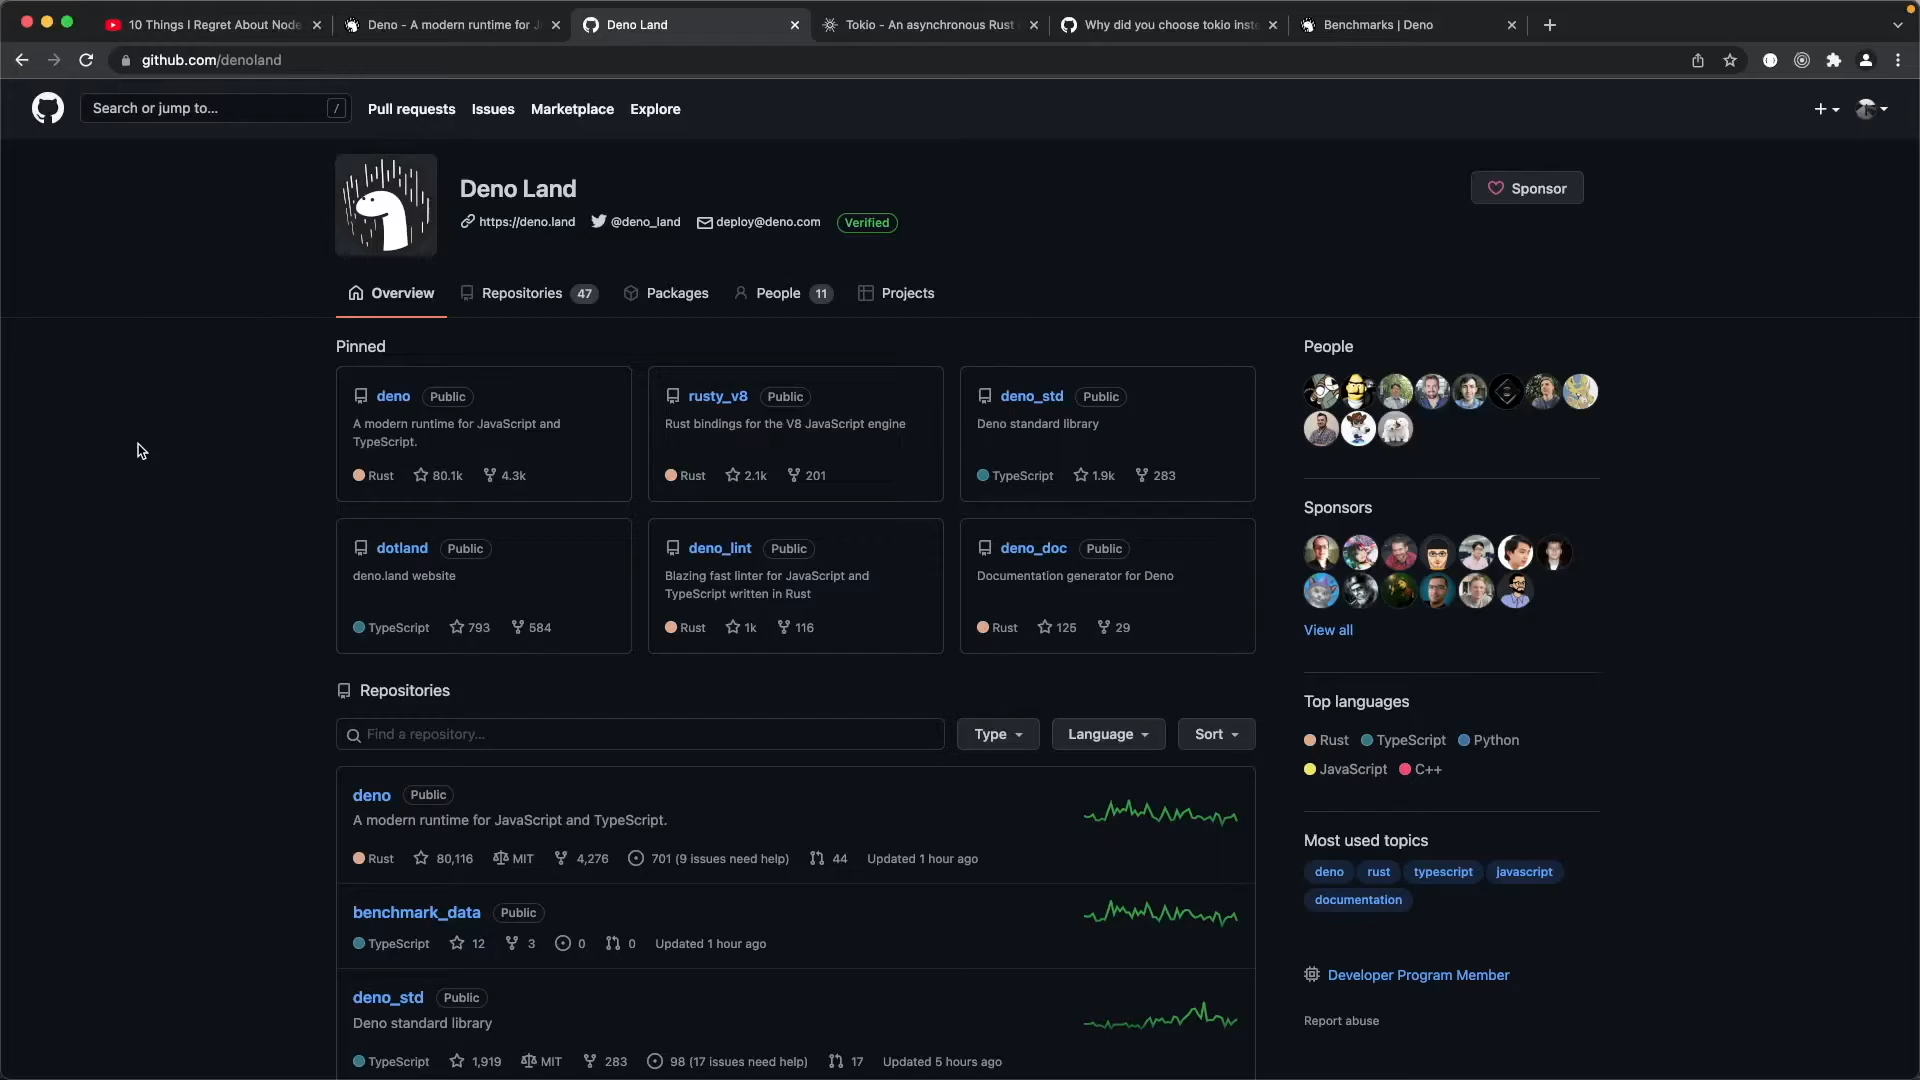 10 Things I Regret About Node
Deno - A modern runtime for J
Deno Land
Tokio - An asynchronous Rust
Why did you choose tokio inst
Benchmarks | Deno
github.com/denoland
Search or jump to...
/
Pull requests
Issues
Marketplace
Explore
Deno Land
https://deno.land
@deno_land
deploy@deno.com
Verified
Sponsor
Overview
Repositories 47
Packages
People 11
Projects
Pinned
deno Public
A modern runtime for JavaScript and
TypeScript.
Rust 80.1k 4.3k
rusty_v8 Public
Rust bindings for the V8 JavaScript engine
Rust 2.1k 201
deno_std Public
Deno standard library
TypeScript 1.9k 283
dotland Public
deno.land website
TypeScript 793 584
deno_lint Public
Blazing fast linter for JavaScript and
TypeScript written in Rust
Rust 1k 116
deno_doc Public
Documentation generator for Deno
Rust 125 29
Repositories
Find a repository...
Type
Language
Sort
deno Public
A modern runtime for JavaScript and TypeScript.
Rust 80,116 MIT 4,276 701 (9 issues need help) 44 Updated 1 hour ago
benchmark_data Public
TypeScript 12 3 0 0 Updated 1 hour ago
deno_std Public
Deno standard library
TypeScript 1,919 MIT 283 98 (17 issues need help) 17 Updated 5 hours ago
People
Sponsors
View all
Top languages
Rust TypeScript Python
JavaScript C++
Most used topics
deno rust typescript javascript
documentation
Developer Program Member
Report abuse